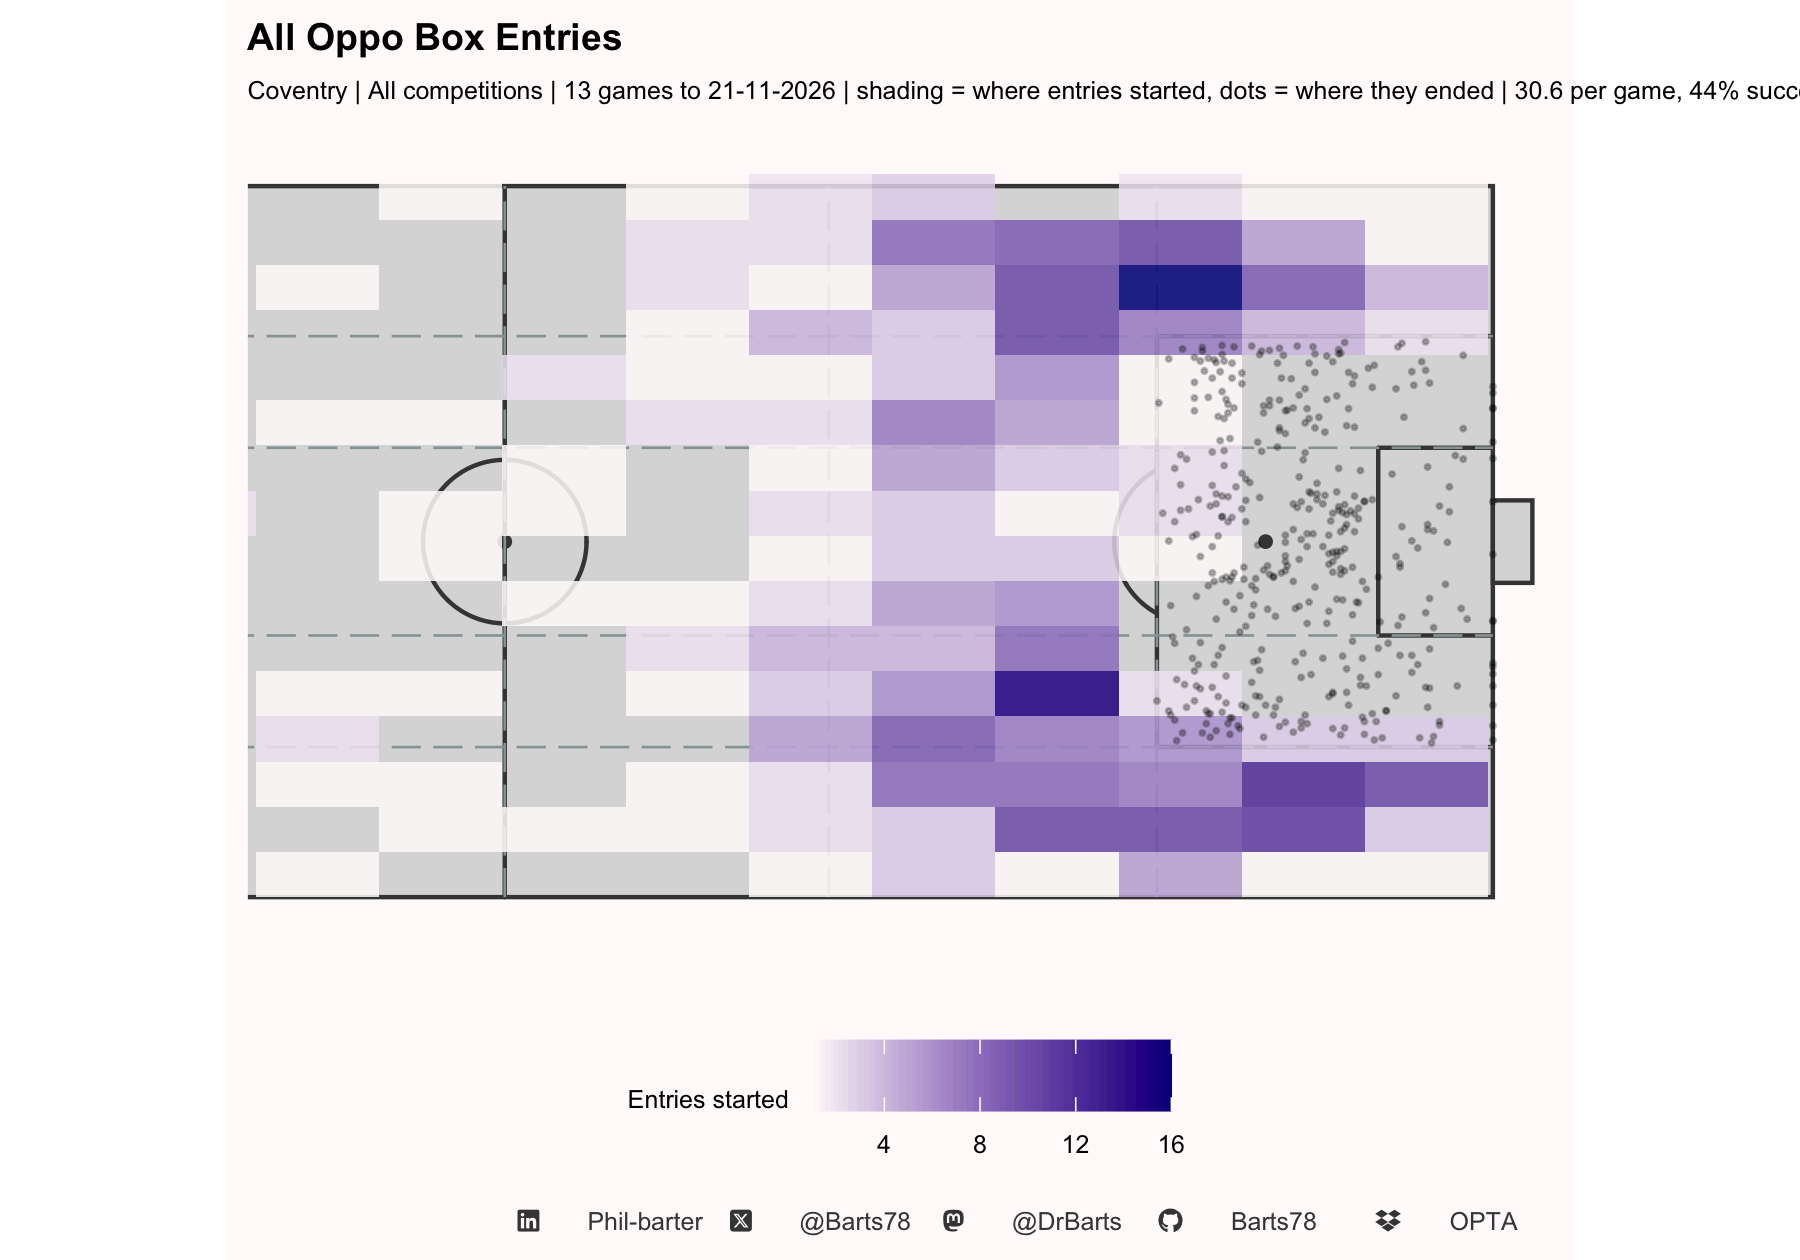 All Oppo Box Entries
Coventry | All competitions | 13 games to 21-11-2026 | shading = where entries started, dots = where they ended | 30.6 per game, 44%
Entries started
4 8 12 16
Phil-barter @Barts78 @DrBarts Barts78 OPTA